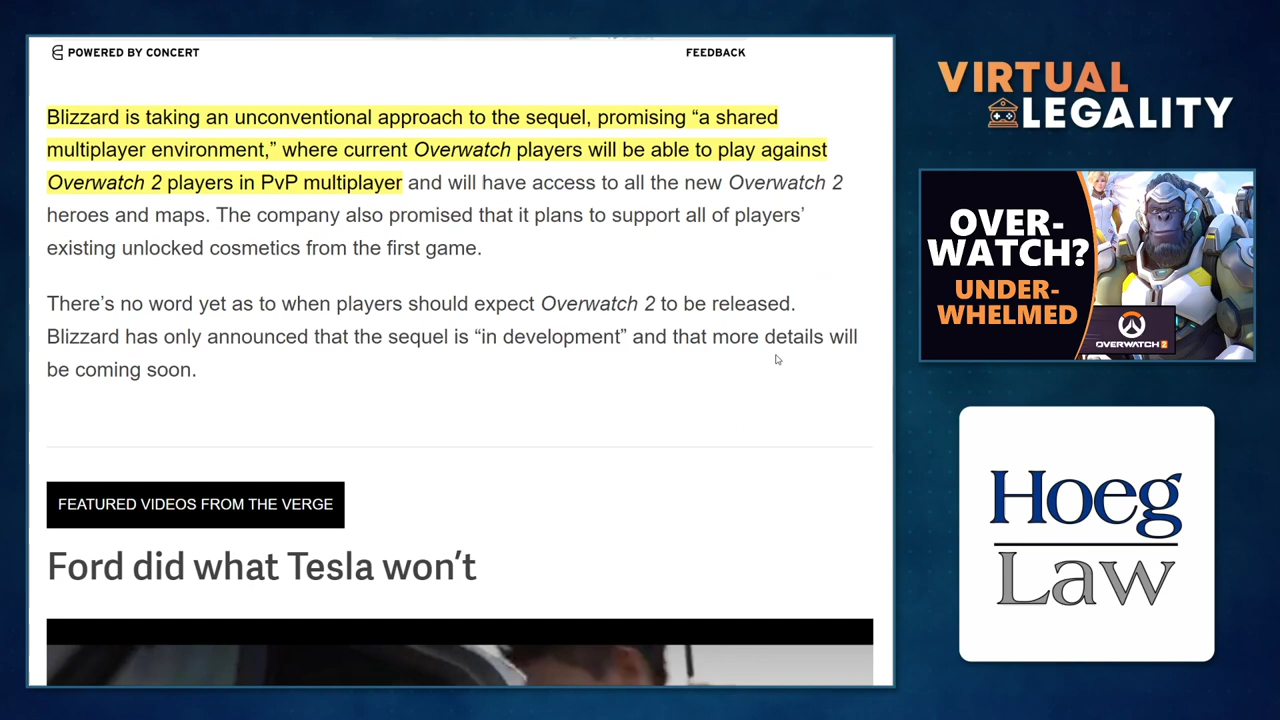 POWERED BY CONCERT
FEEDBACK
Blizzard is taking an unconventional approach to the sequel, promising “a shared
multiplayer environment,” where current Overwatch players will be able to play against
Overwatch 2 players in PvP multiplayer and will have access to all the new Overwatch 2
heroes and maps. The company also promised that it plans to support all of players’
existing unlocked cosmetics from the first game.
There’s no word yet as to when players should expect Overwatch 2 to be released.
Blizzard has only announced that the sequel is “in development” and that more details will
be coming soon.
FEATURED VIDEOS FROM THE VERGE
Ford did what Tesla won’t
VIRTUAL
LEGALITY
OVER-
WATCH?
UNDER-
WHELMED
OVERWATCH 2
Hoeg
Law